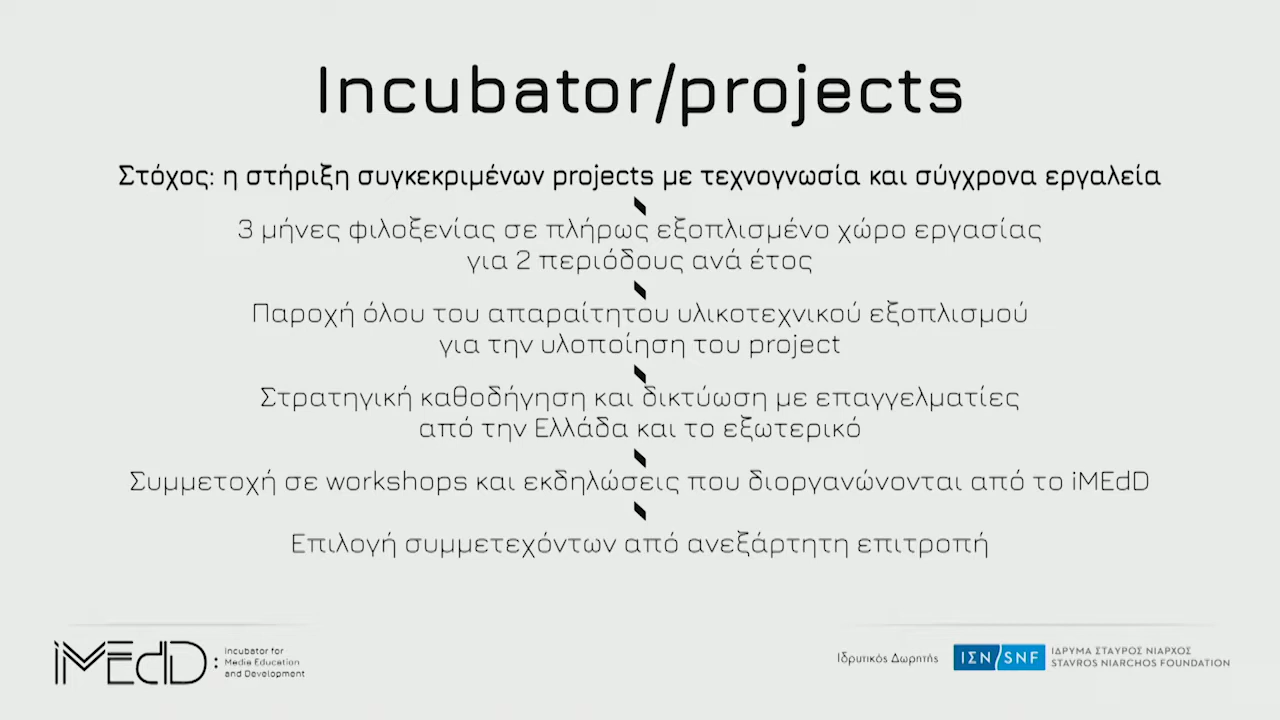 Incubator/projects
Στόχος: η στήριξη συγκεκριμένων projects με τεχνογνωσία και σύγχρονα εργαλεία
3 μήνες φιλοξενίας σε πλήρως εξοπλισμένο χώρο εργασίας
για 2 περιόδους ανά έτος
Παροχή όλου του απαραίτητου υλικοτεχνικού εξοπλισμού
για την υλοποίηση του project
Στρατηγική καθοδήγηση και δικτύωση με επαγγελματίες
από την Ελλάδα και το εξωτερικό
Συμμετοχή σε workshops και εκδηλώσεις που διοργανώνονται από το iMEdD
Επιλογή συμμετεχόντων από ανεξάρτητη επιτροπή
iMEdD:
Incubator for
Media Education
and Development
Ιδρυτικός Δωρητής
ΙΣΝ/SNF
ΙΔΡΥΜΑ ΣΤΑΥΡΟΣ ΝΙΑΡΧΟΣ
STAVROS NIARCHOS FOUNDATION